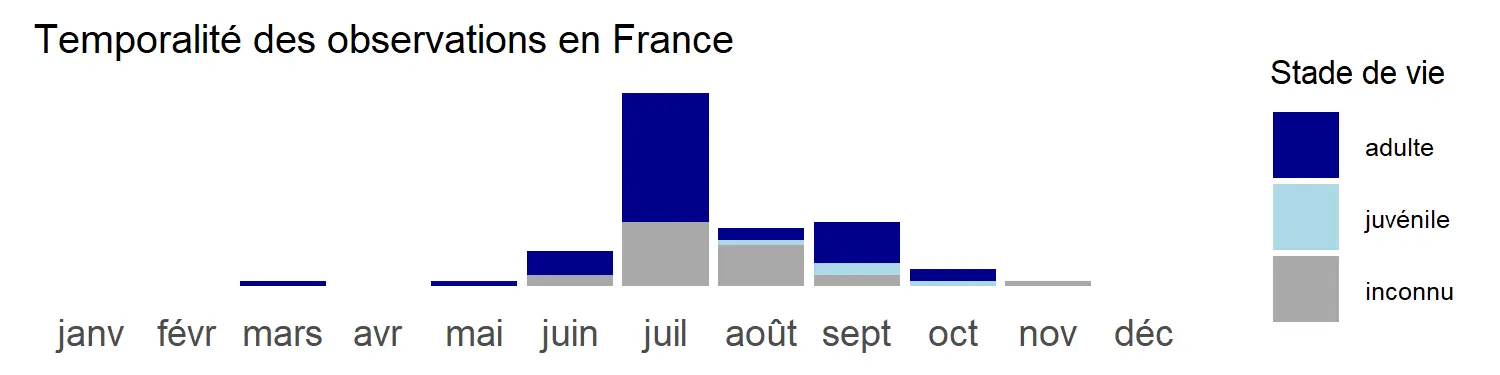 Temporalité des observations en France
Stade de vie
adulte
juvénile
inconnu
janv févr mars avr mai juin juil août sept oct nov déc